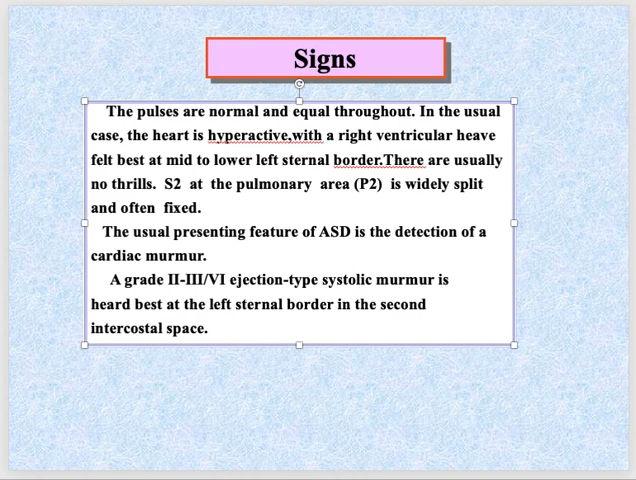 Signs
The pulses are normal and equal throughout. In the usual
case, the heart is hyperactive,with a right ventricular heave
felt best at mid to lower left sternal border.There are usually
no thrills. S2 at the pulmonary area (P2) is widely split
and often fixed.
The usual presenting feature of ASD is the detection of a
cardiac murmur.
A grade II-III/VI ejection-type systolic murmur is
heard best at the left sternal border in the second
intercostal space.